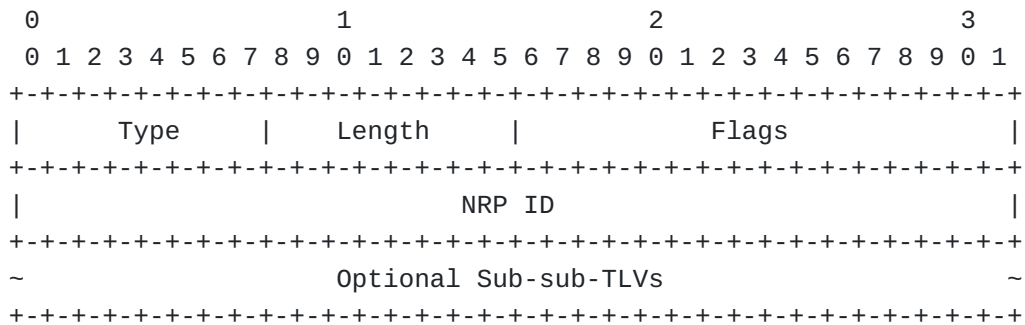 0                   1                   2                   3
 0 1 2 3 4 5 6 7 8 9 0 1 2 3 4 5 6 7 8 9 0 1 2 3 4 5 6 7 8 9 0 1
+-+-+-+-+-+-+-+-+-+-+-+-+-+-+-+-+-+-+-+-+-+-+-+-+-+-+-+-+-+-+-+-+
|      Type     |    Length     |            Flags              |
+-+-+-+-+-+-+-+-+-+-+-+-+-+-+-+-+-+-+-+-+-+-+-+-+-+-+-+-+-+-+-+-+
|                            NRP ID                             |
+-+-+-+-+-+-+-+-+-+-+-+-+-+-+-+-+-+-+-+-+-+-+-+-+-+-+-+-+-+-+-+-+
~                    Optional Sub-sub-TLVs                      ~
+-+-+-+-+-+-+-+-+-+-+-+-+-+-+-+-+-+-+-+-+-+-+-+-+-+-+-+-+-+-+-+-+